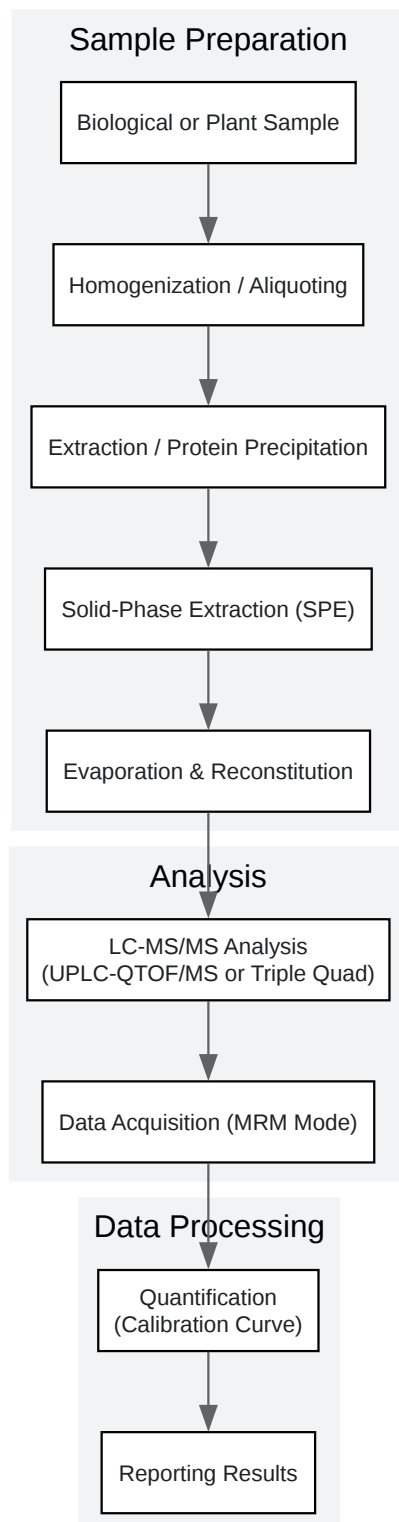 Sample Preparation
Biological or Plant Sample
Homogenization / Aliquoting
Extraction / Protein Precipitation
Solid-Phase Extraction (SPE)
Evaporation & Reconstitution
Analysis
LC-MS/MS Analysis
(UPLC-QTOF/MS or Triple Quad)
Data Acquisition (MRM Mode)
Data Processing
Quantification
(Calibration Curve)
Reporting Results